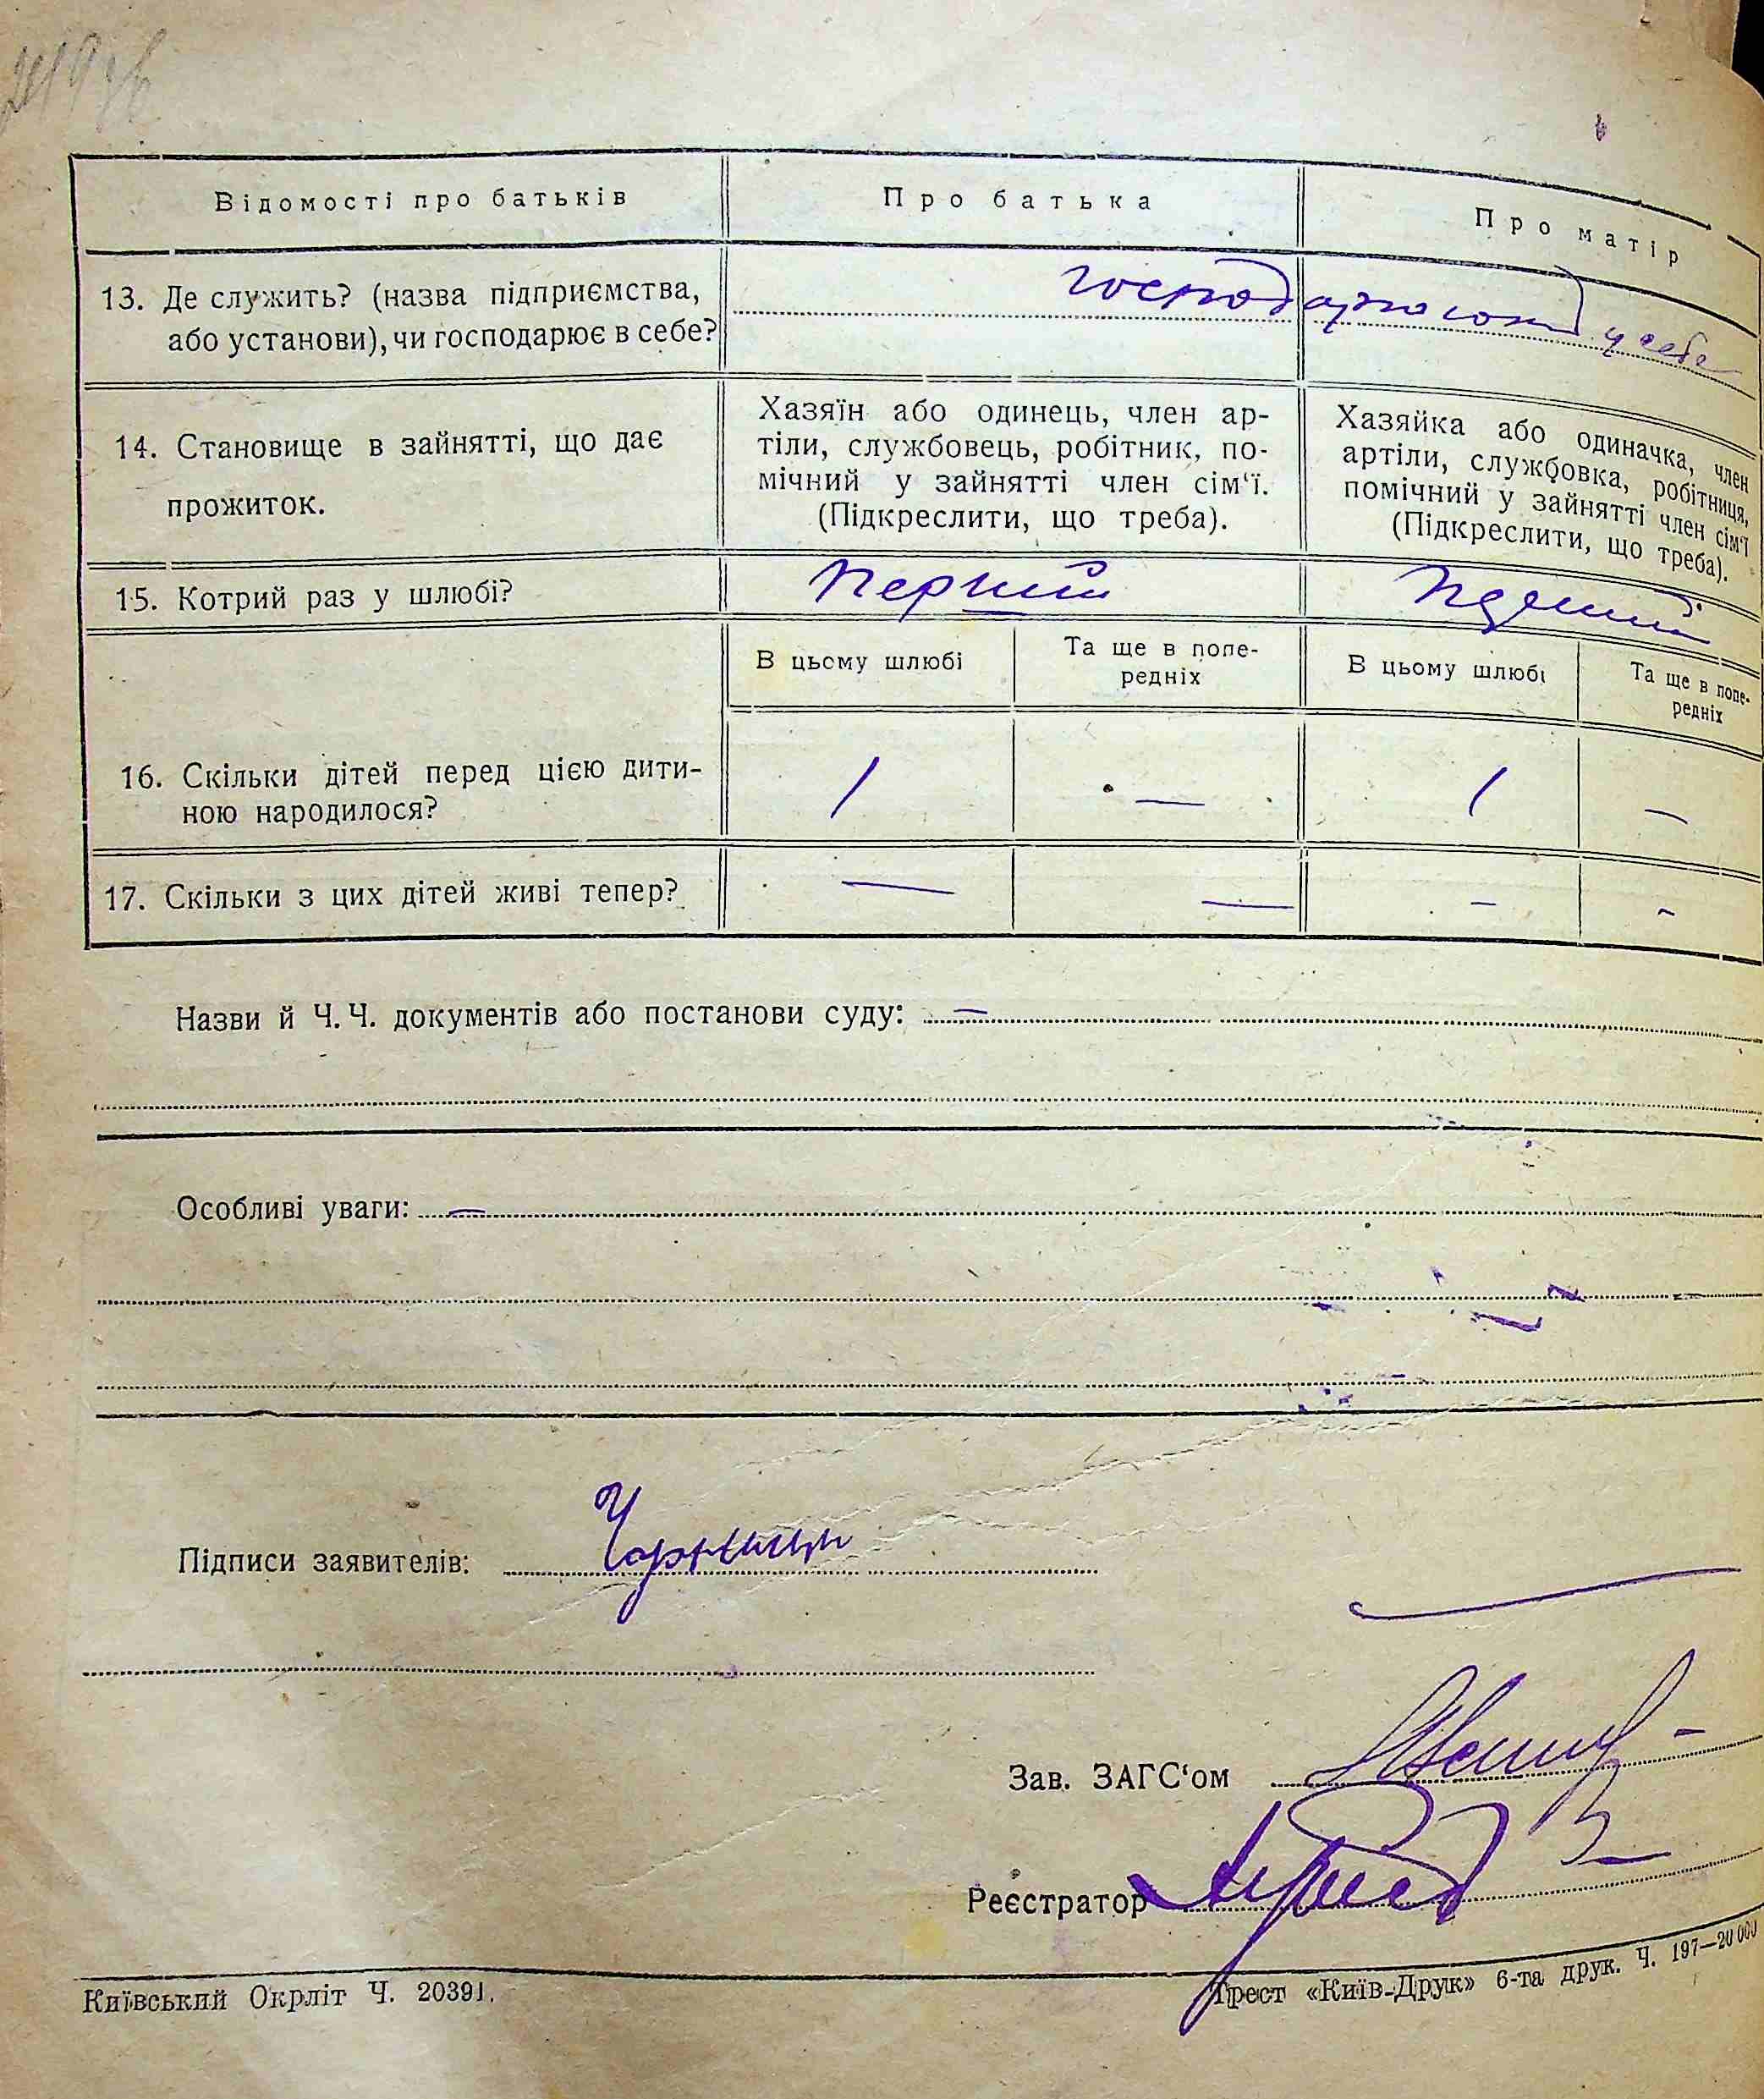 Відомості про батьків
Про батька
Про матір
13. Де служить? (назва підприємства,
або установи), чи господарює в себе?
господарюють у себе
14. Становище в зайнятті, що дає
прожиток.
Хазяїн або одинець, член ар-
тіли, службовець, робітник, по-
мічний у зайнятті член сім‘ї.
(Підкреслити, що треба).
Хазяйка або одиначка, член
артіли, службовка, робітниця,
помічний у зайнятті член сім‘ї
(Підкреслити, що треба).
15. Котрий раз у шлюбі?
Перший
В цьому шлюбі
Та ще в попе-
редніх
В цьому шлюбі
Та ще в попе-
редніх
16. Скільки дітей перед цією дити-
ною народилося?
1 — 1 —
17. Скільки з цих дітей живі тепер?
— — — -
Назви й Ч. Ч. документів або постанови суду: —
Особливі уваги: —
Підписи заявителів:
Зав. ЗАГС‘ом
Реєстратор
Київський Окрліт Ч. 20391.
Трест «Київ-Друк» 6-та друк. Ч. 197—20 000